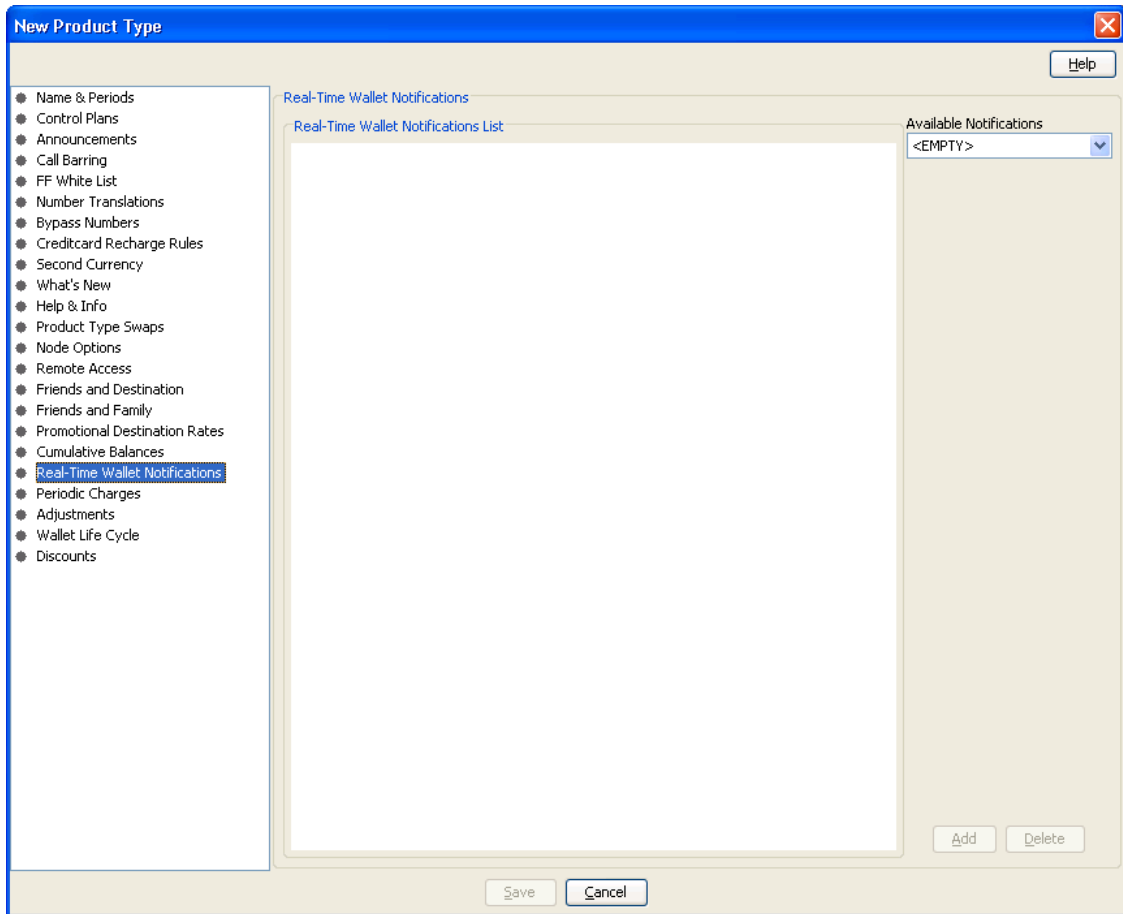 New Product Type
Help
Name & Periods
Control Plans
Announcements
Call Barring
FF White List
Number Translations
Bypass Numbers
Creditcard Recharge Rules
Second Currency
What's New
Help & Info
Product Type Swaps
Node Options
Remote Access
Friends and Destination
Friends and Family
Promotional Destination Rates
Cumulative Balances
Real-Time Wallet Notifications
Periodic Charges
Adjustments
Wallet Life Cycle
Discounts
Real-Time Wallet Notifications
Real-Time Wallet Notifications List
Available Notifications
<EMPTY>
Add Delete
Save Cancel